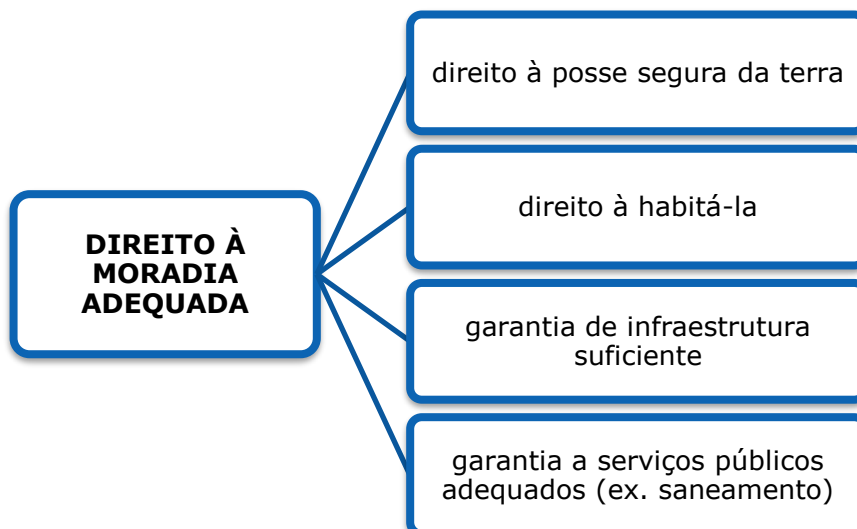 DIREITO À
MORADIA
ADEQUADA
direito à posse segura da terra
direito à habitá-la
garantia de infraestrutura
suficiente
garantia a serviços públicos
adequados (ex. saneamento)